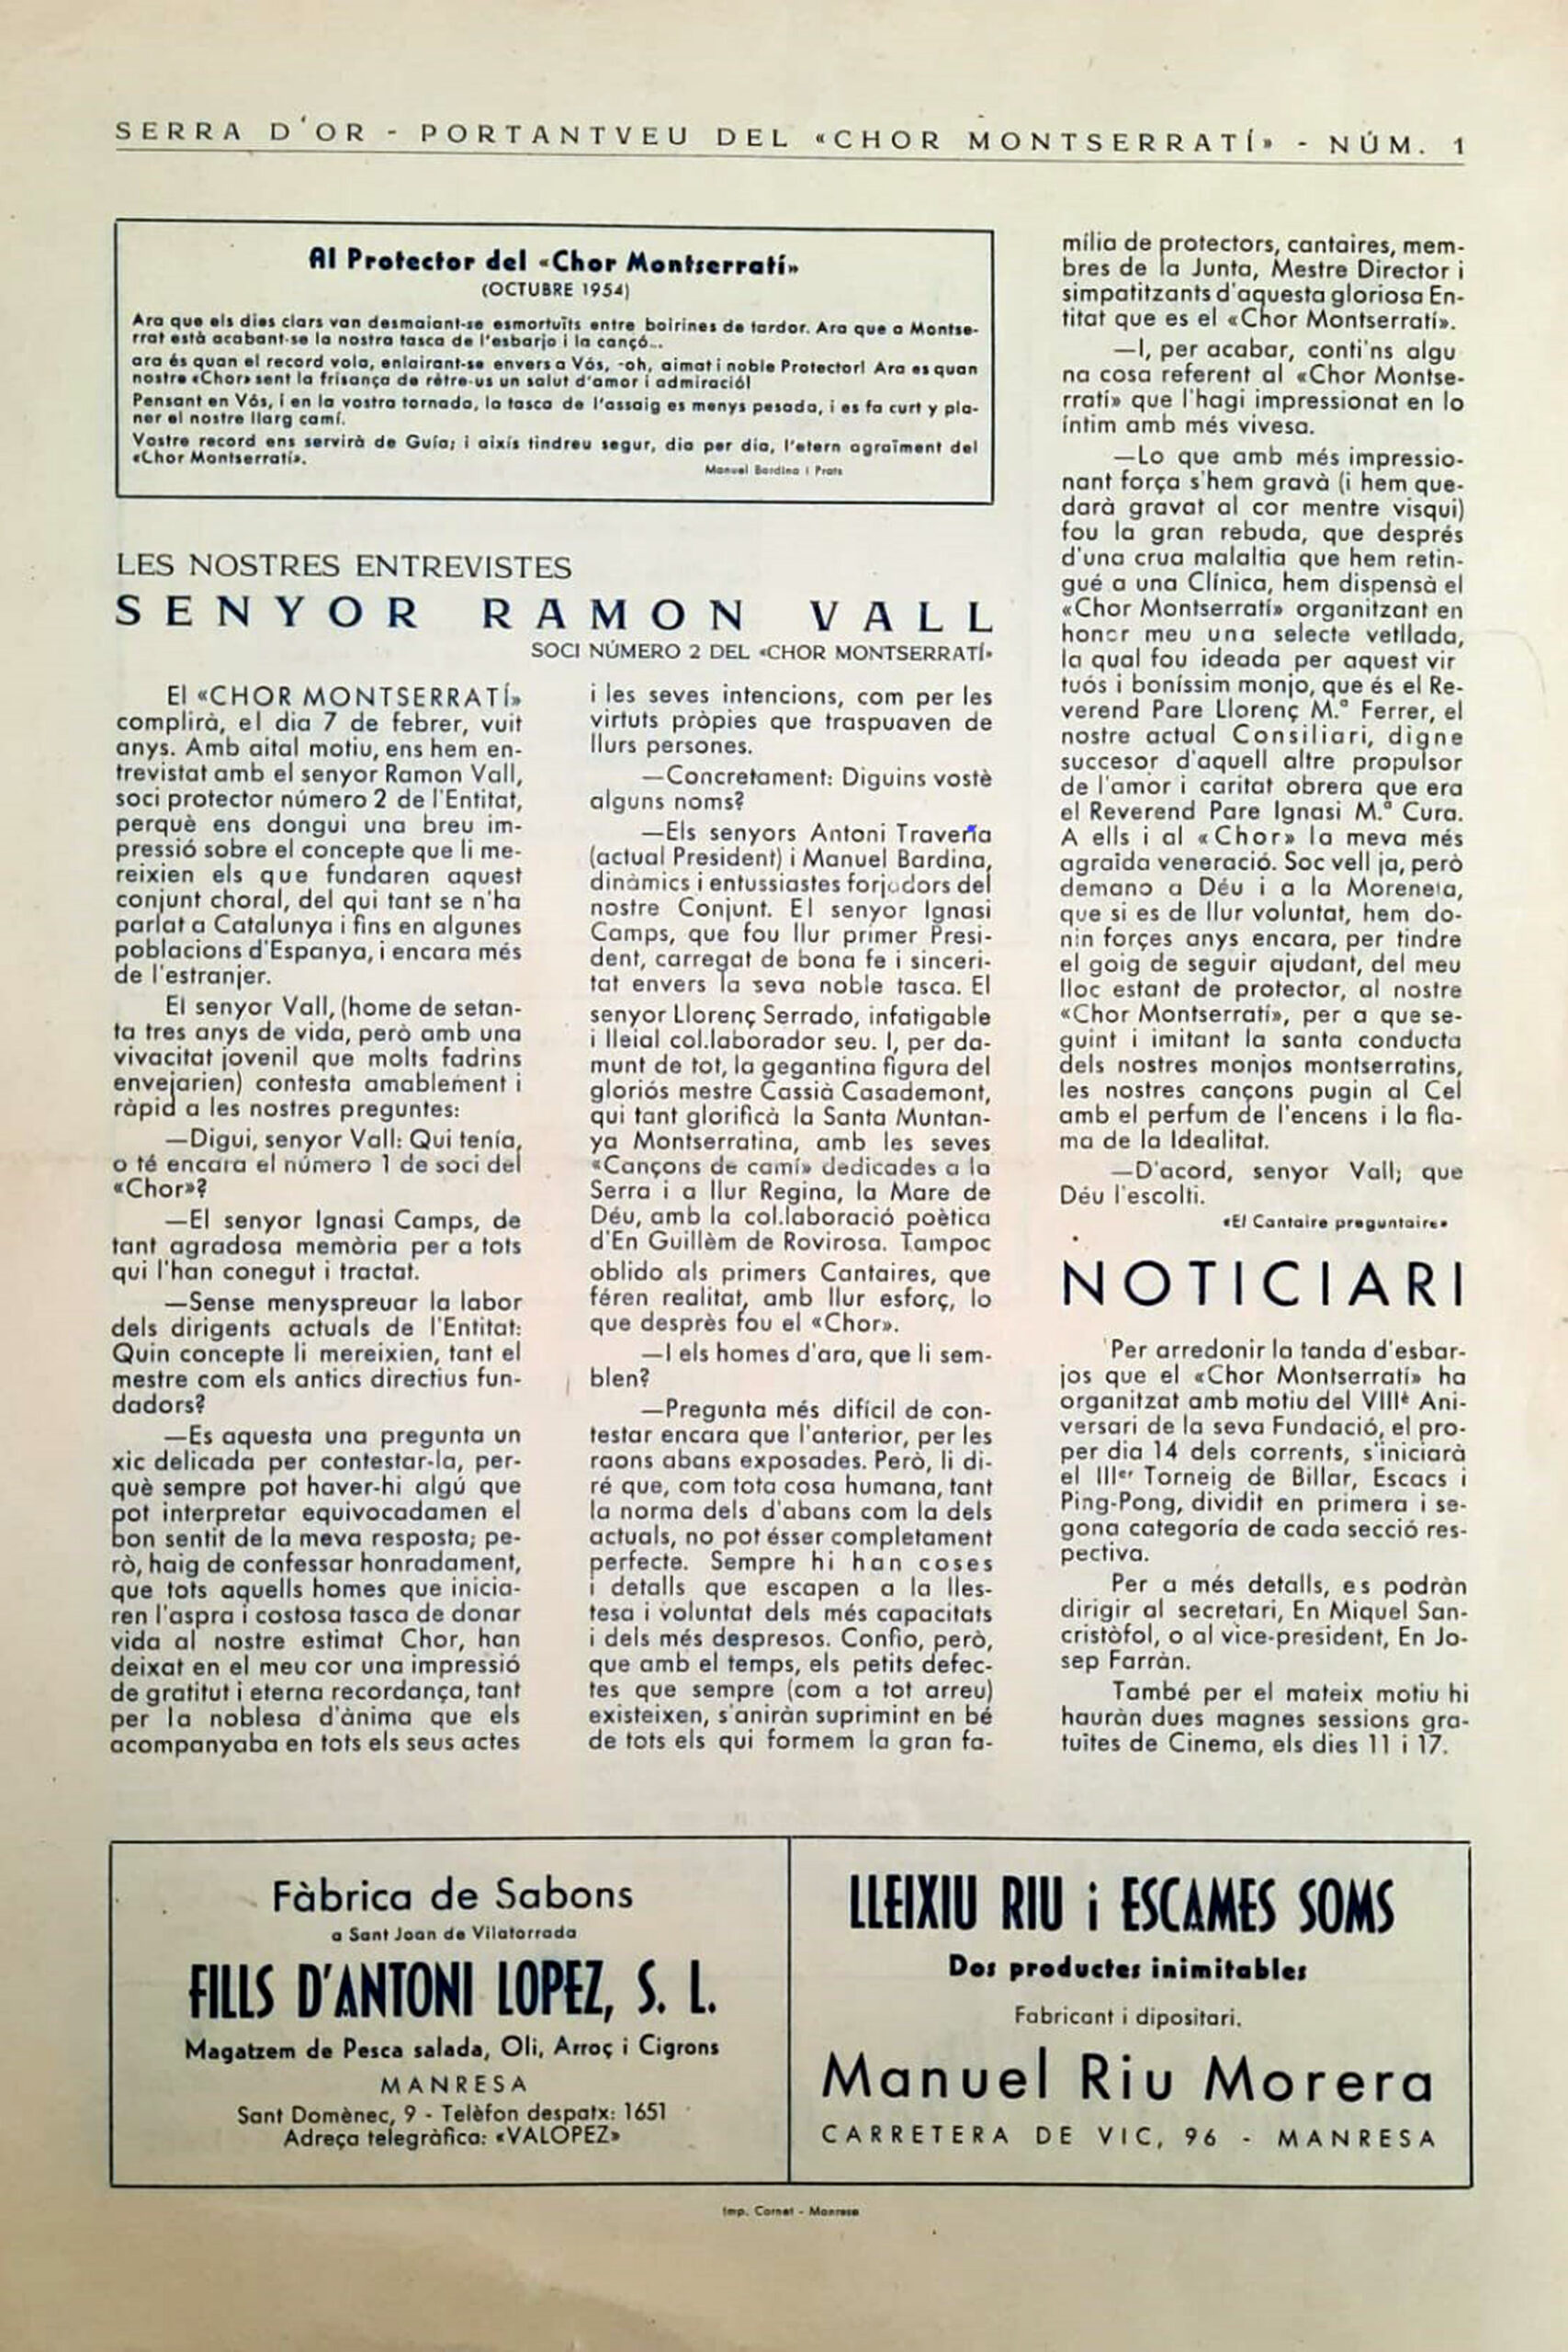 SERRA D'OR - PORTANTVEU DEL «CHOR MONTSERRATÍ» - NÚM. 1
Al Protector del «Chor Montserratí»
(OCTUBRE 1954)
Ara que els dies clars van desmaiant-se esmortuïts entre boirines de tardor. Ara que a Montse-
rrat està acabant-se la nostra tasca de l'esbarjo i la cançó...
ara és quan el record vola, enlairant-se envers a Vós, -oh, aimat i noble Protector! Ara es quan
nostre «Chor» sent la frisança de rètre-us un salut d'amor i admiració!
Pensant en Vós, i en la vostra tornada, la tasca de l'assaig es menys pesada, i es fa curt y pla-
ner el nostre llarg camí.
Vostre record ens servirà de Guía; i aixís tindreu segur, dia per dia, l'etern agraïment del
«Chor Montserratí».
Manuel Bardina i Prats
LES NOSTRES ENTREVISTES
SENYOR RAMON VALL
SOCI NÚMERO 2 DEL «CHOR MONTSERRATÍ»
El «CHOR MONTSERRATÍ»
complirà, el dia 7 de febrer, vuit
anys. Amb aital motiu, ens hem en-
trevistat amb el senyor Ramon Vall,
soci protector número 2 de l'Entitat,
perquè ens dongui una breu im-
pressió sobre el concepte que li me-
reixien els que fundaren aquest
conjunt choral, del qui tant se n'ha
parlat a Catalunya i fins en algunes
poblacions d'Espanya, i encara més
de l'estranjer.
El senyor Vall, (home de setan-
ta tres anys de vida, però amb una
vivacitat jovenil que molts fadrins
envejarien) contesta amablement i
ràpid a les nostres preguntes:
—Digui, senyor Vall: Qui tenía,
o té encara el número 1 de soci del
«Chor»?
—El senyor Ignasi Camps, de
tant agradosa memòria per a tots
qui l'han conegut i tractat.
—Sense menyspreuar la labor
dels dirigents actuals de l'Entitat:
Quin concepte li mereixien, tant el
mestre com els antics directius fun-
dadors?
—Es aquesta una pregunta un
xic delicada per contestar-la, per-
què sempre pot haver-hi algú que
pot interpretar equivocadamen el
bon sentit de la meva resposta; pe-
rò, haig de confessar honradament,
que tots aquells homes que inicia-
ren l'aspra i costosa tasca de donar
vida al nostre estimat Chor, han
deixat en el meu cor una impressió
de gratitut i eterna recordança, tant
per la noblesa d'ànima que els
acompanyaba en tots els seus actes
i les seves intencions, com per les
virtuts pròpies que traspuaven de
llurs persones.
—Concretament: Diguins vostè
alguns noms?
—Els senyors Antoni Traveria
(actual President) i Manuel Bardina,
dinàmics i entussiastes forjadors del
nostre Conjunt. El senyor Ignasi
Camps, que fou llur primer Presi-
dent, carregat de bona fe i sinceri-
tat envers la seva noble tasca. El
senyor Llorenç Serrado, infatigable
i lleial col.laborador seu. I, per da-
munt de tot, la gegantina figura del
gloriós mestre Cassià Casademont,
qui tant glorificà la Santa Muntan-
ya Montserratina, amb les seves
«Cançons de camí» dedicades a la
Serra i a llur Regina, la Mare de
Déu, amb la col.laboració poètica
d'En Guillèm de Rovirosa. Tampoc
oblido als primers Cantaires, que
féren realitat, amb llur esforç, lo
que desprès fou el «Chor».
—I els homes d'ara, que li sem-
blen?
—Pregunta més difícil de con-
testar encara que l'anterior, per les
raons abans exposades. Però, li di-
ré que, com tota cosa humana, tant
la norma dels d'abans com la dels
actuals, no pot ésser completament
perfecte. Sempre hi han coses
i detalls que escapen a la lles-
tesa i voluntat dels més capacitats
i dels més despresos. Confio, però,
que amb el temps, els petits defec-
tes que sempre (com a tot arreu)
existeixen, s'aniràn suprimint en bé
de tots els qui formem la gran fa-
mília de protectors, cantaires, mem-
bres de la Junta, Mestre Director i
simpatitzants d'aquesta gloriosa En-
titat que es el «Chor Montserratí».
—I, per acabar, conti'ns algu
na cosa referent al «Chor Montse-
rratí» que l'hagi impressionat en lo
íntim amb més vivesa.
—Lo que amb més impressio-
nant força s'hem gravà (i hem que-
darà gravat al cor mentre visqui)
fou la gran rebuda, que després
d'una crua malaltia que hem retin-
gué a una Clínica, hem dispensà el
«Chor Montserratí» organitzant en
honor meu una selecte vetllada,
la qual fou ideada per aquest vir
tuós i boníssim monjo, que és el Re-
verend Pare Llorenç M.ª Ferrer, el
nostre actual Consiliari, digne
succesor d'aquell altre propulsor
de l'amor i caritat obrera que era
el Reverend Pare Ignasi M.ª Cura.
A ells i al «Chor» la meva més
agraïda veneració. Soc vell ja, però
demano a Déu i a la Moreneta,
que si es de llur voluntat, hem do-
nin forçes anys encara, per tindre
el goig de seguir ajudant, del meu
lloc estant de protector, al nostre
«Chor Montserratí», per a que se-
guint i imitant la santa conducta
dels nostres monjos montserratins,
les nostres cançons pugin al Cel
amb el perfum de l'encens i la fla-
ma de la Idealitat.
—D'acord, senyor Vall; que
Déu l'escolti.
«El Cantaire preguntaire»
NOTICIARI
Per arredonir la tanda d'esbar-
jos que el «Chor Montserratí» ha
organitzat amb motiu del VIIIè Ani-
versari de la seva Fundació, el pro-
per dia 14 dels corrents, s'iniciarà
el IIIer Torneig de Billar, Escacs i
Ping-Pong, dividit en primera i se-
gona categoría de cada secció res-
pectiva.
Per a més detalls, es podràn
dirigir al secretari, En Miquel San-
cristòfol, o al vice-president, En Jo-
sep Farràn.
També per el mateix motiu hi
hauràn dues magnes sessions gra-
tuïtes de Cinema, els dies 11 i 17.
Fàbrica de Sabons
a Sant Joan de Vilatorrada
FILLS D'ANTONI LOPEZ, S. L.
Magatzem de Pesca salada, Oli, Arroç i Cigrons
MANRESA
Sant Domènec, 9 - Telèfon despatx: 1651
Adreça telegràfica: «VALOPEZ»
LLEIXIU RIU i ESCAMES SOMS
Dos productes inimitables
Fabricant i dipositari.
Manuel Riu Morera
CARRETERA DE VIC, 96 - MANRESA
Imp. Cornet - Manresa